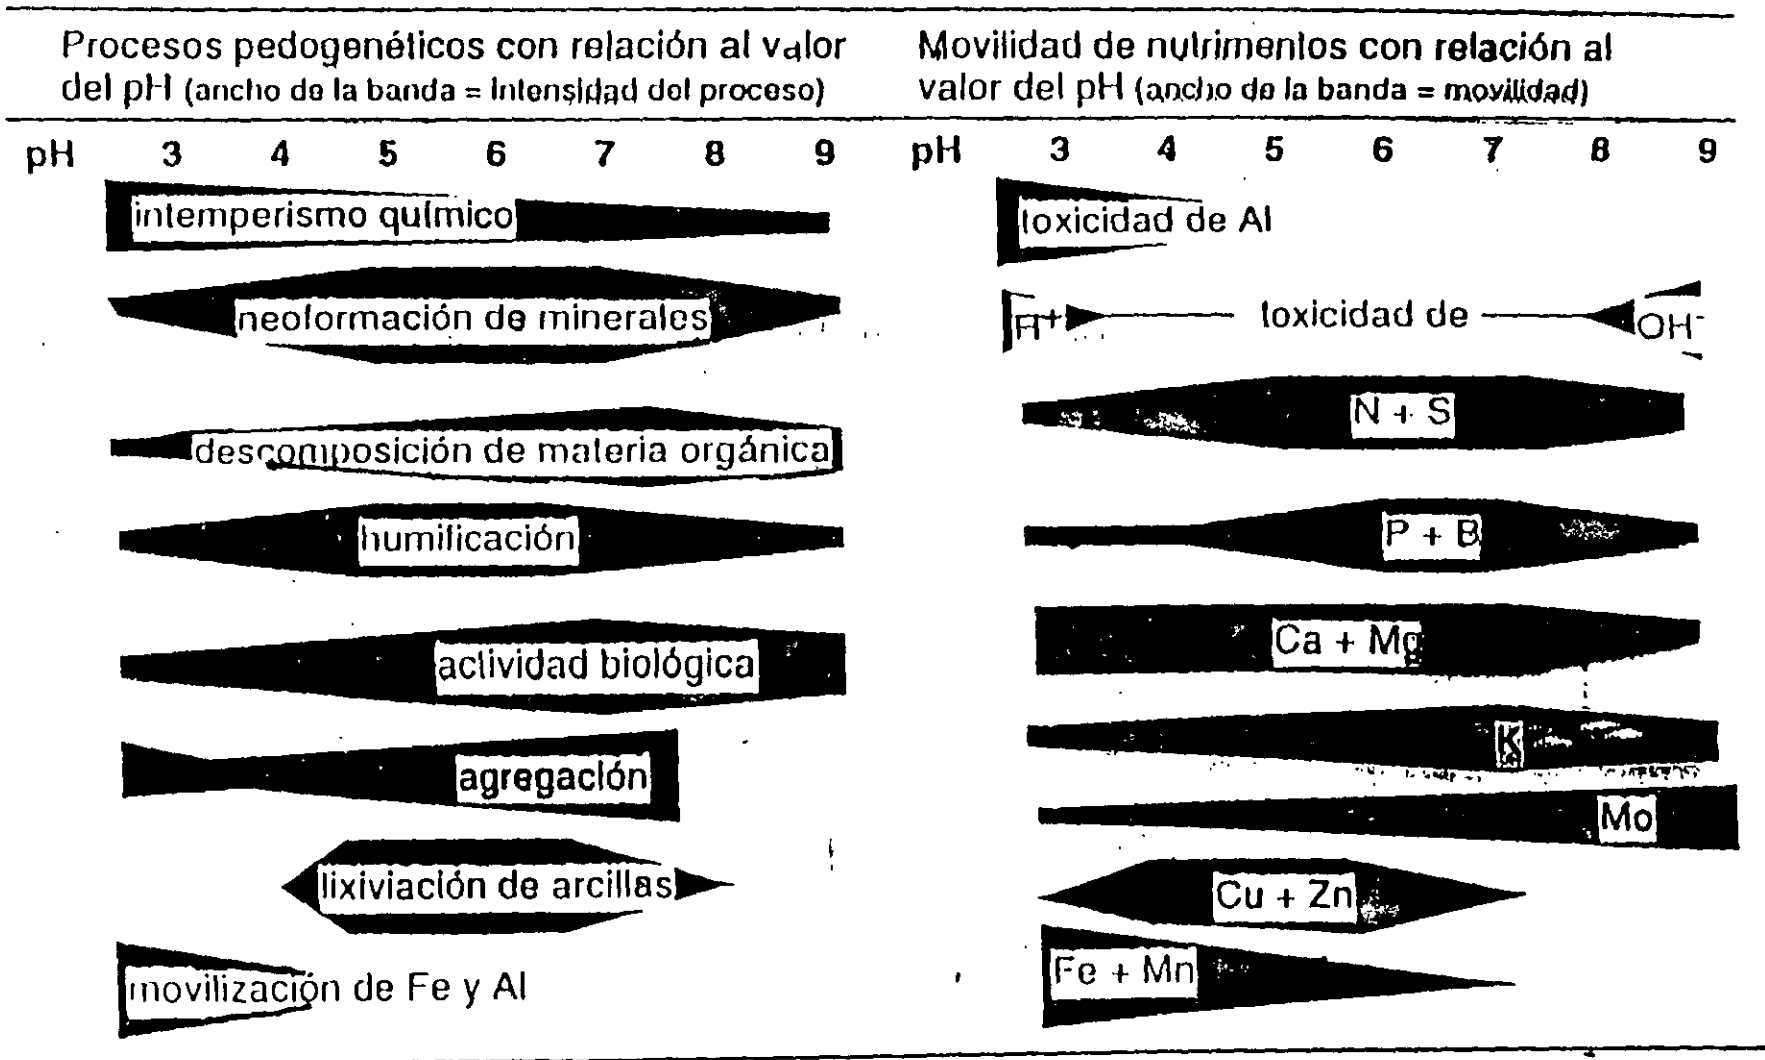 Procesos pedogenéticos con relación al valor
del pH (ancho de la banda = Intensidad del proceso)
pH 3 4 5 6 7 8 9
intemperismo químico
neoformación de minerales
descomposición de materia orgánica
humificación
actividad biológica
agregación
lixiviación de arcillas
movilización de Fe y Al
Movilidad de nutrimentos con relación al
valor del pH (ancho de la banda = movilidad)
pH 3 4 5 6 7 8 9
toxicidad de Al
H+ toxicidad de OH-
N + S
P + B
Ca + Mg
K
Mo
Cu + Zn
Fe + Mn